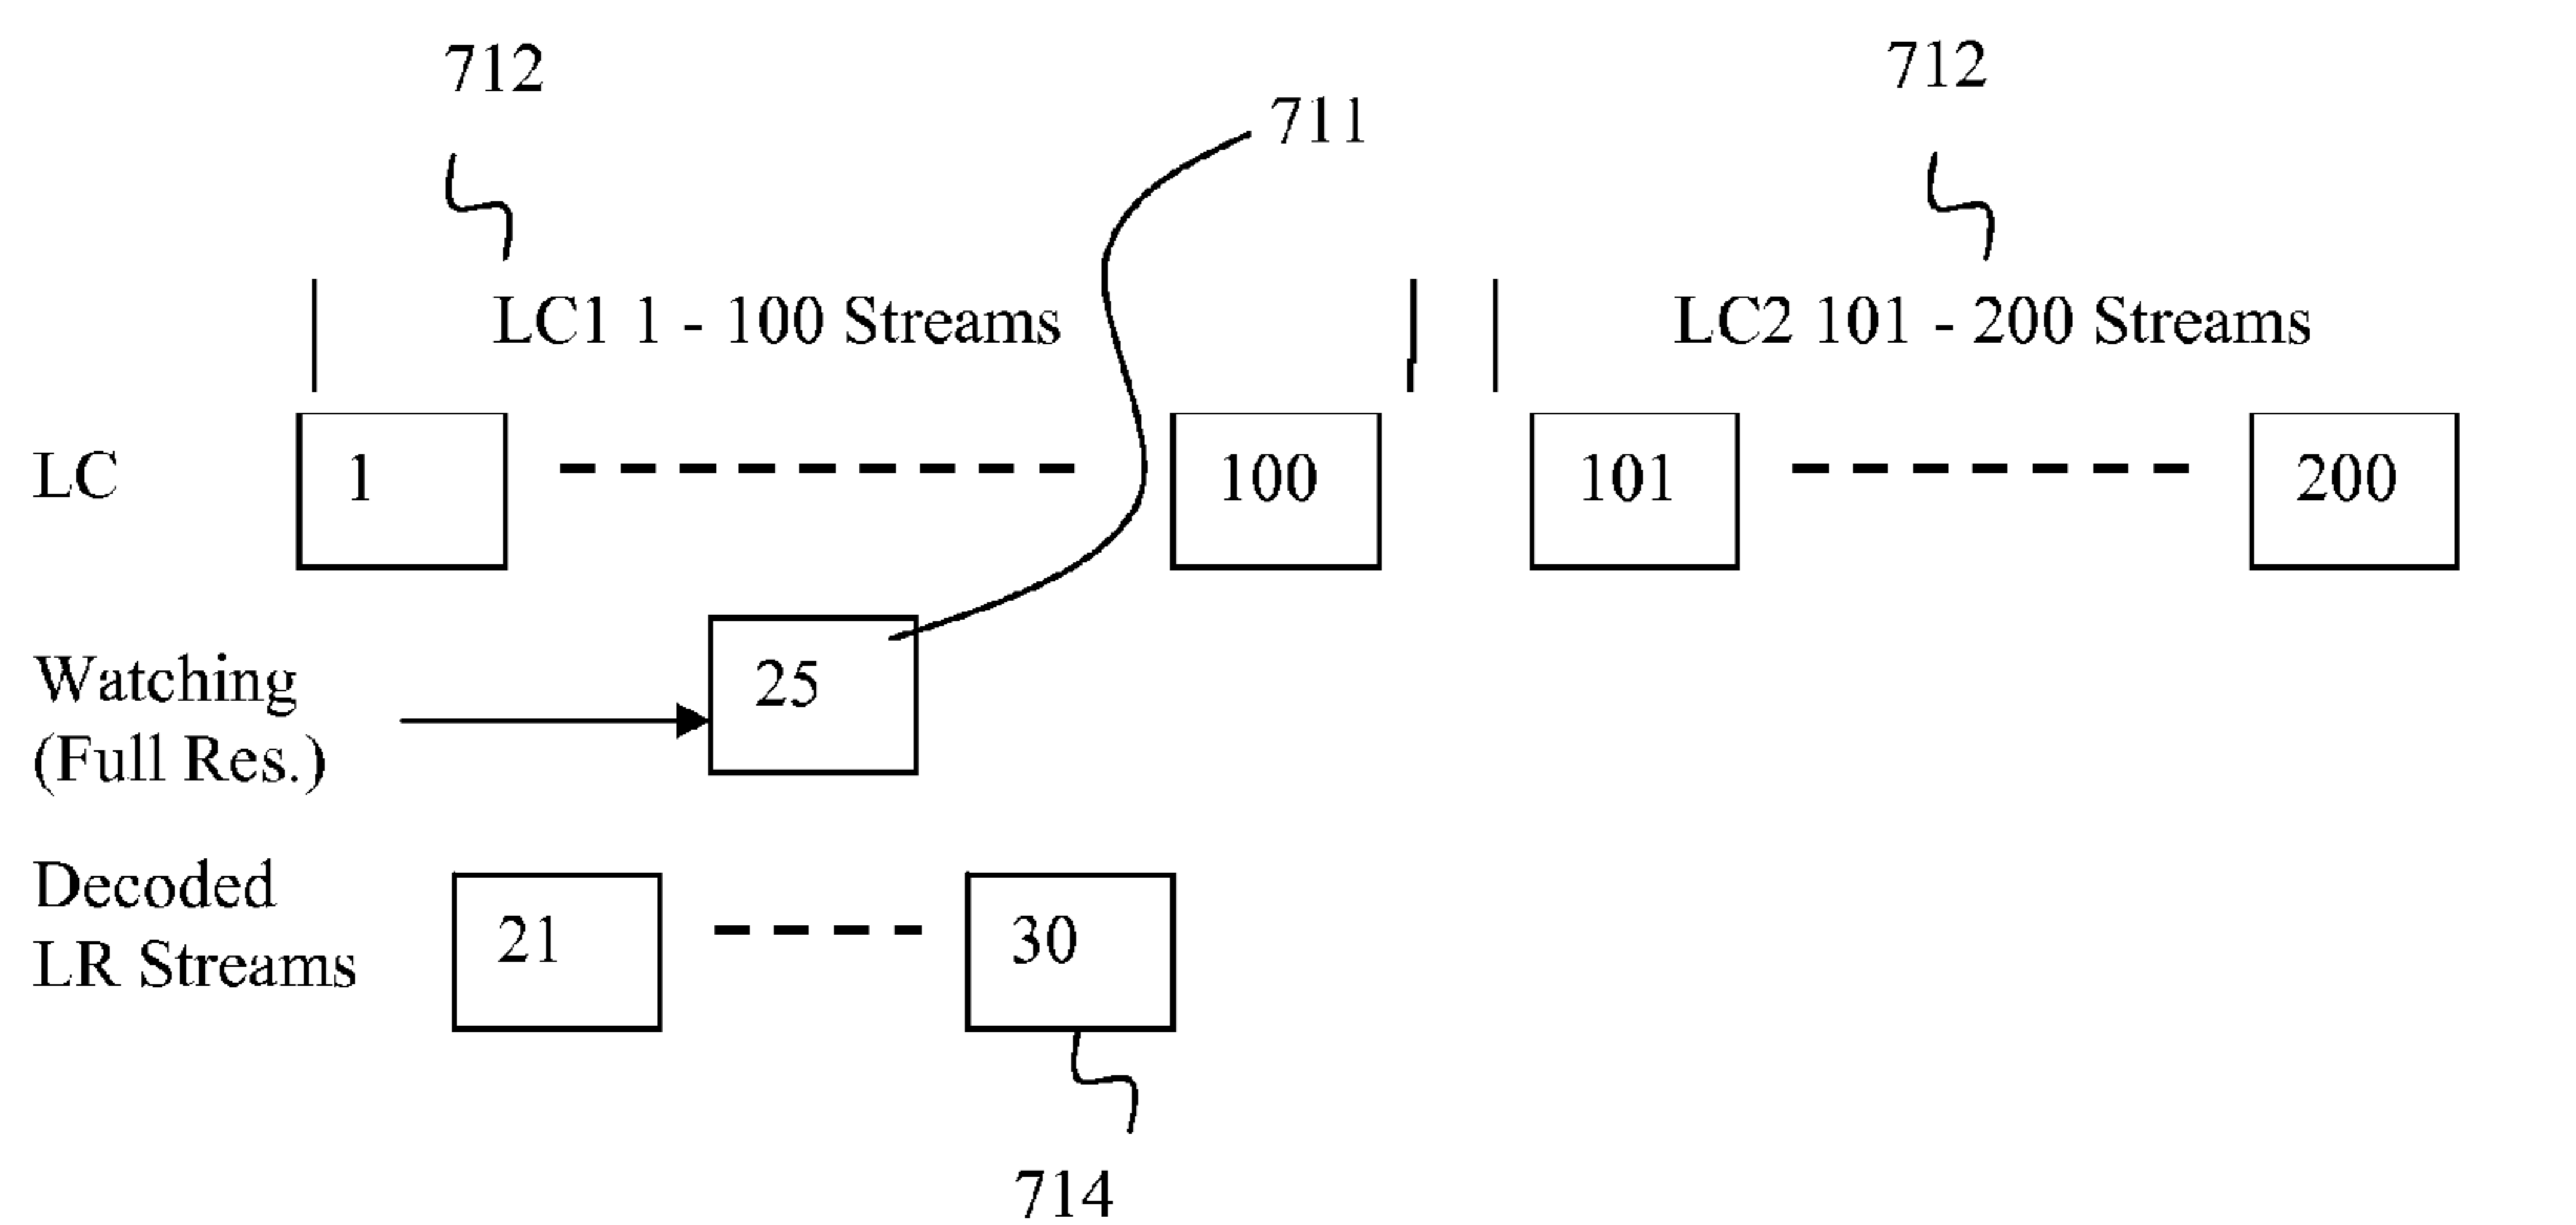 712
712
711
LC1 1 - 100 Streams
LC2 101 - 200 Streams
LC
1
100
101
200
Watching
(Full Res.)
25
Decoded
LR Streams
21
30
714